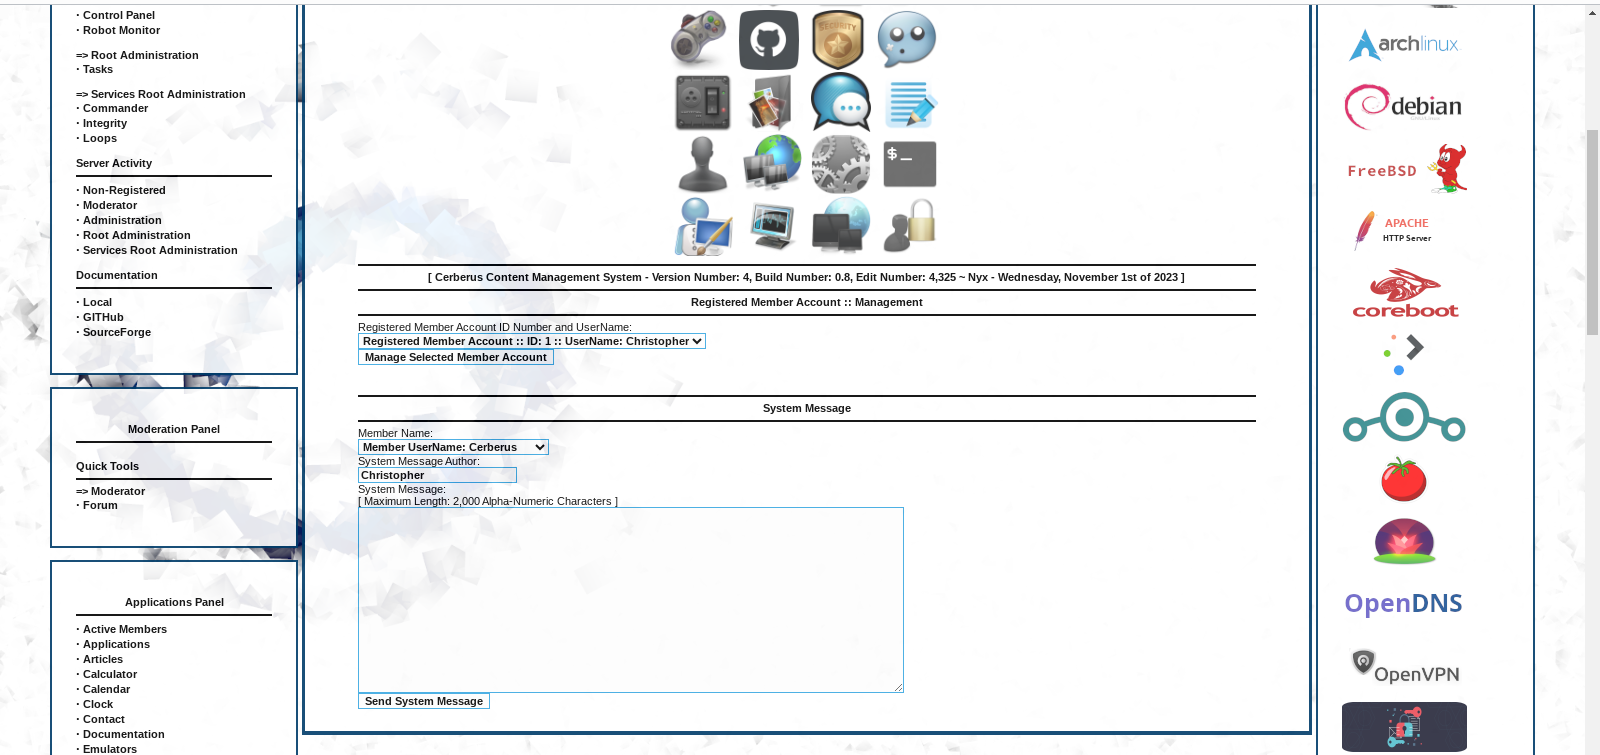 · Control Panel
· Robot Monitor
=> Root Administration
· Tasks
=> Services Root Administration
· Commander
· Integrity
· Loops
Server Activity
· Non-Registered
· Moderator
· Administration
· Root Administration
· Services Root Administration
Documentation
· Local
· GITHub
· SourceForge
Moderation Panel
Quick Tools
=> Moderator
· Forum
Applications Panel
· Active Members
· Applications
· Articles
· Calculator
· Calendar
· Clock
· Contact
· Documentation
· Emulators
SECURITY
$_
[ Cerberus Content Management System - Version Number: 4, Build Number: 0.8, Edit Number: 4,325 ~ Nyx - Wednesday, November 1st of 2023 ]
Registered Member Account :: Management
Registered Member Account ID Number and UserName:
Registered Member Account :: ID: 1 :: UserName: Christopher
Manage Selected Member Account
System Message
Member Name:
Member UserName: Cerberus
System Message Author:
Christopher
System Message:
[ Maximum Length: 2,000 Alpha-Numeric Characters ]
Send System Message
archlinux
debian
FreeBSD
APACHE
HTTP Server
coreboot
OpenDNS
OpenVPN